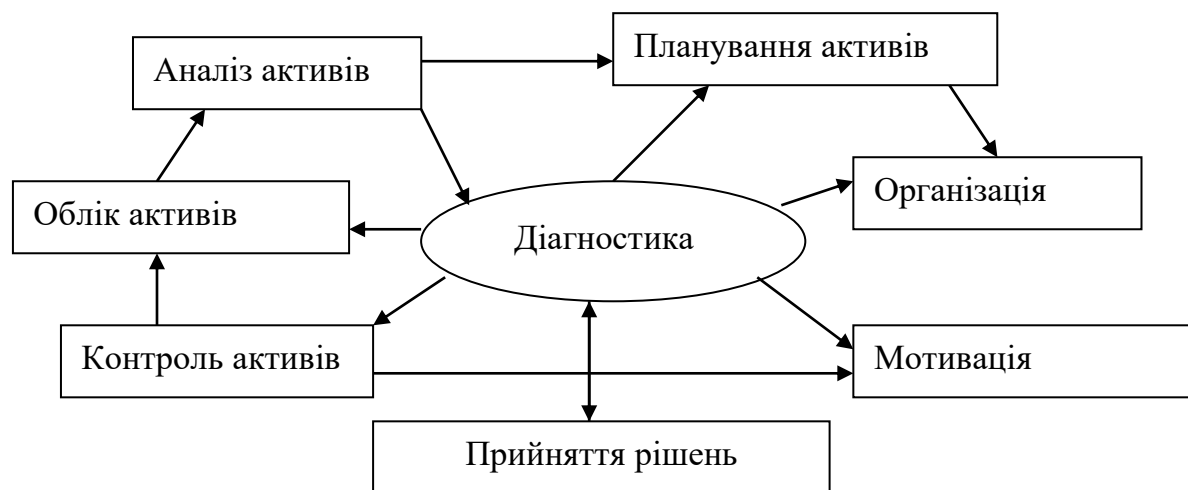 Аналіз активів
Планування активів
Облік активів
Організація
Діагностика
Контроль активів
Мотивація
Прийняття рішень